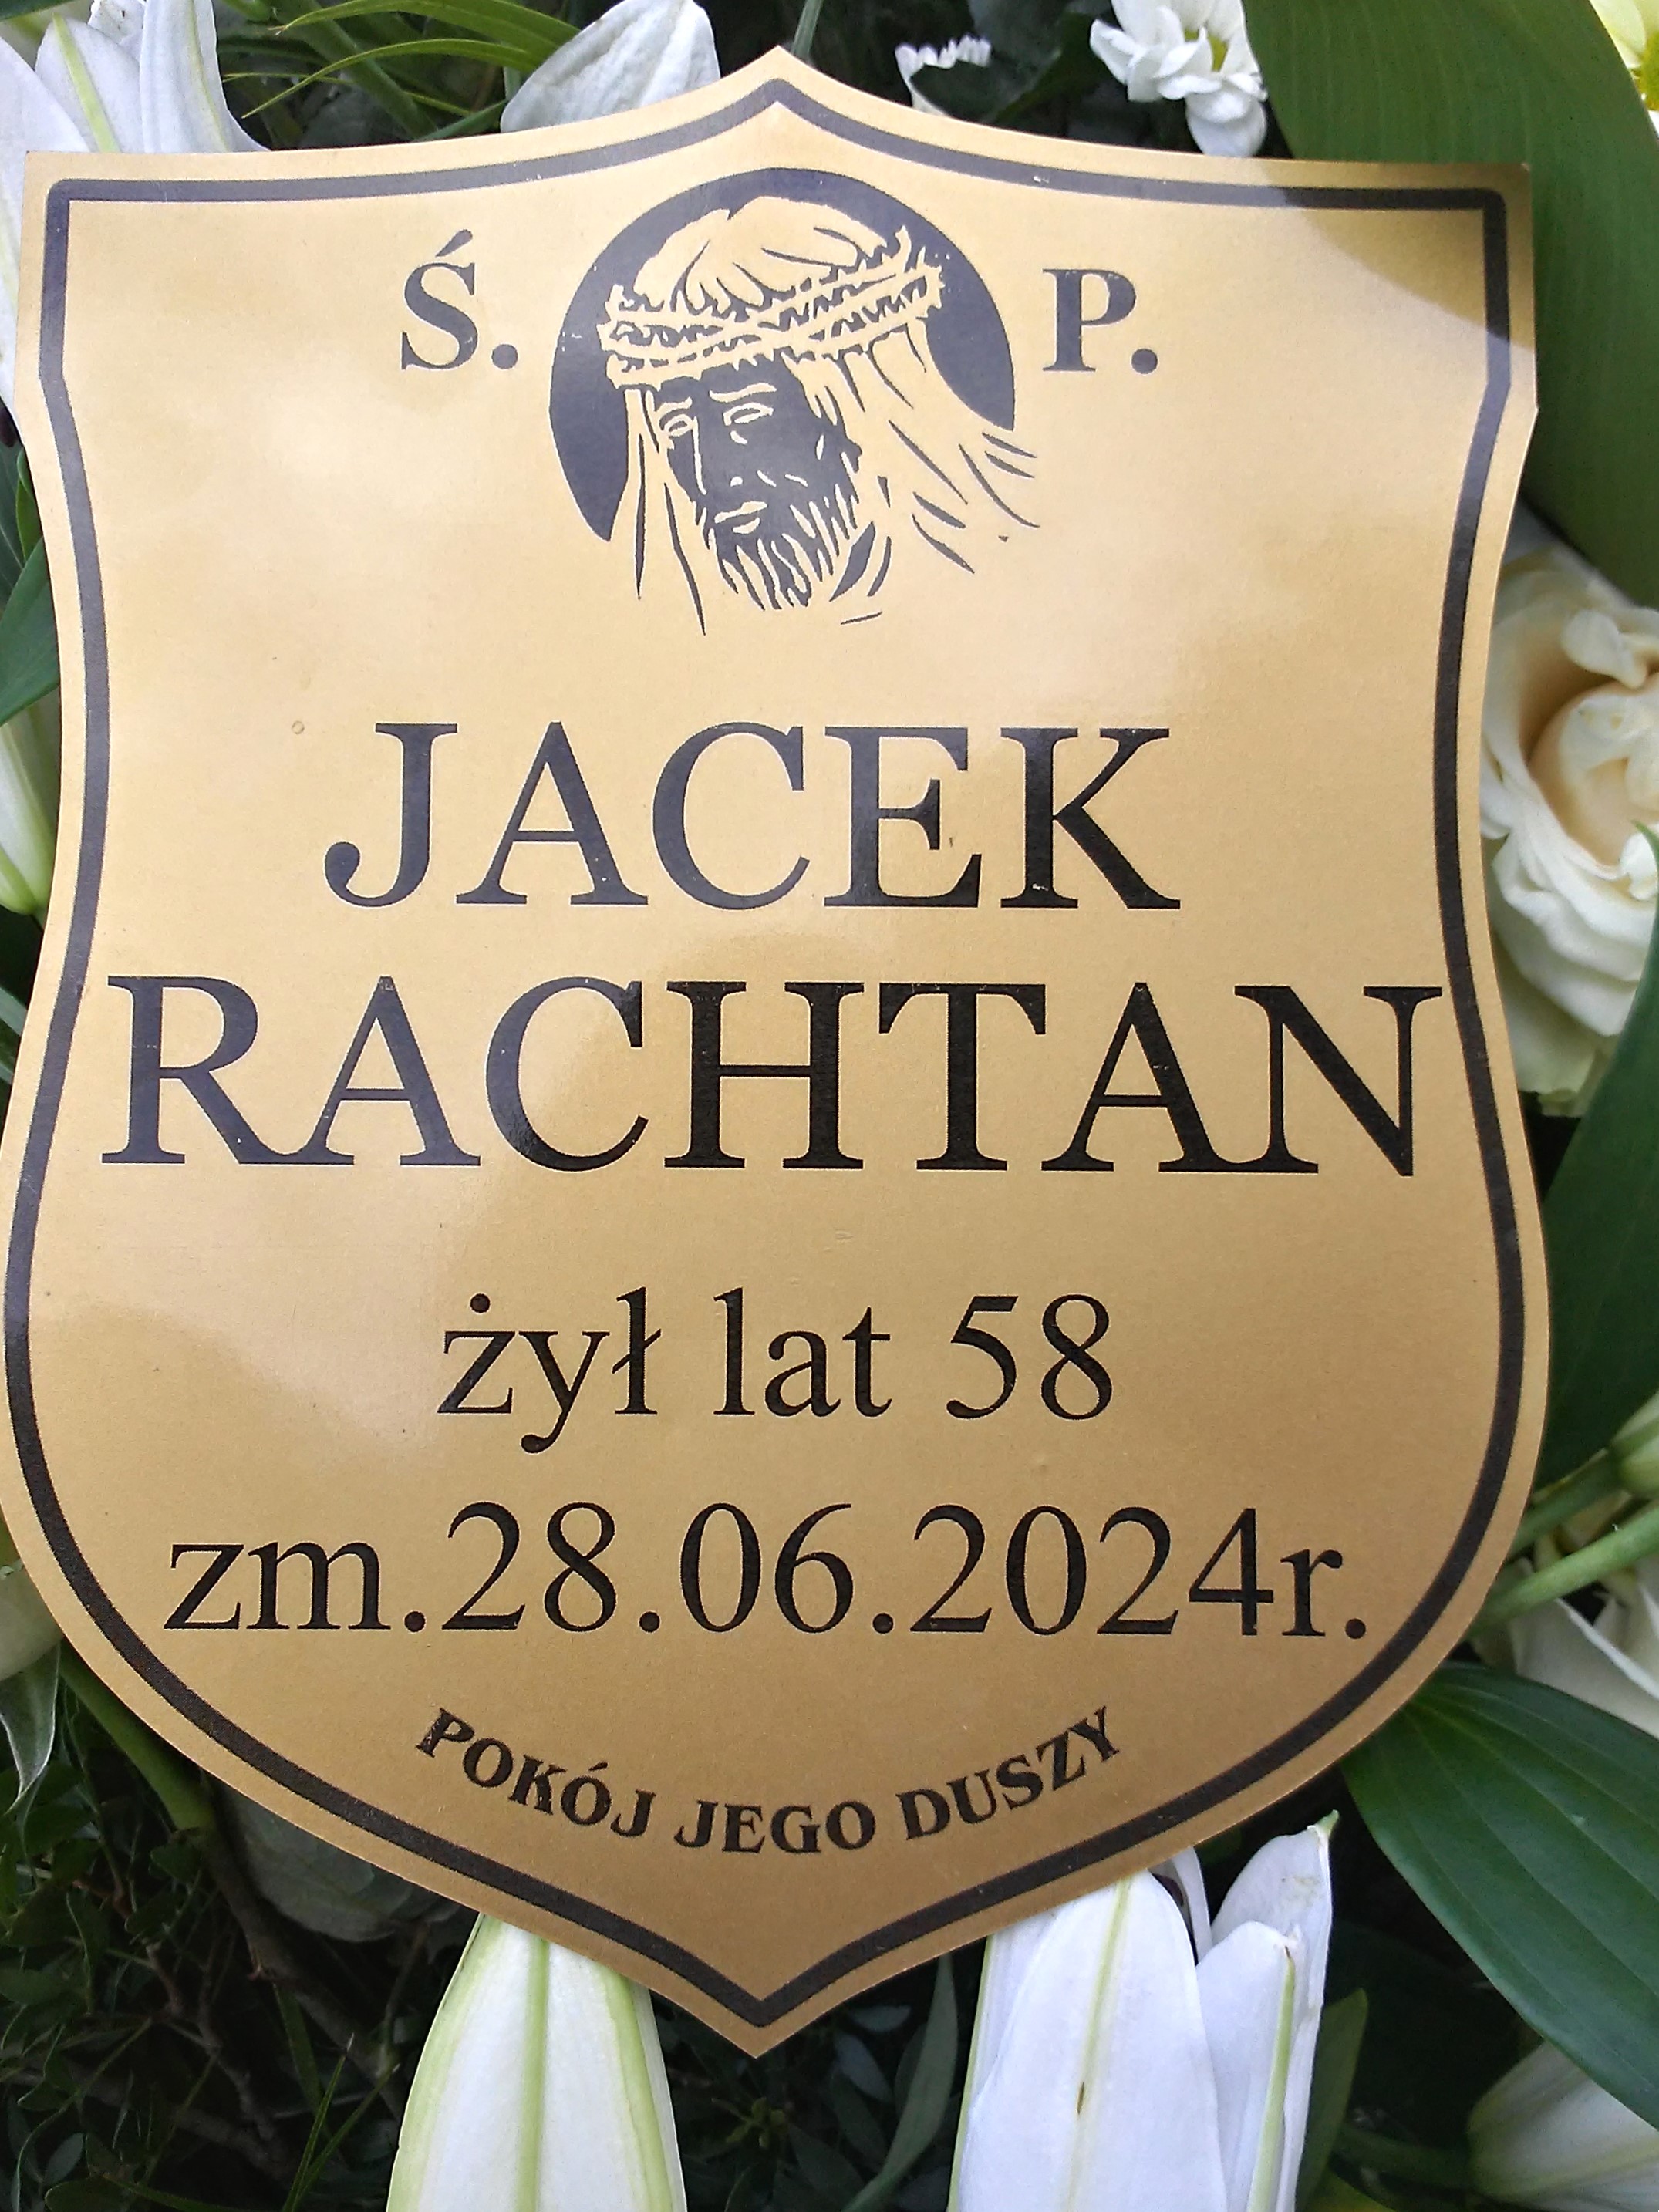 Ś. P.
JACEK
RACHTAN
żył lat 58
zm.28.06.2024r.
POKÓJ JEGO DUSZY